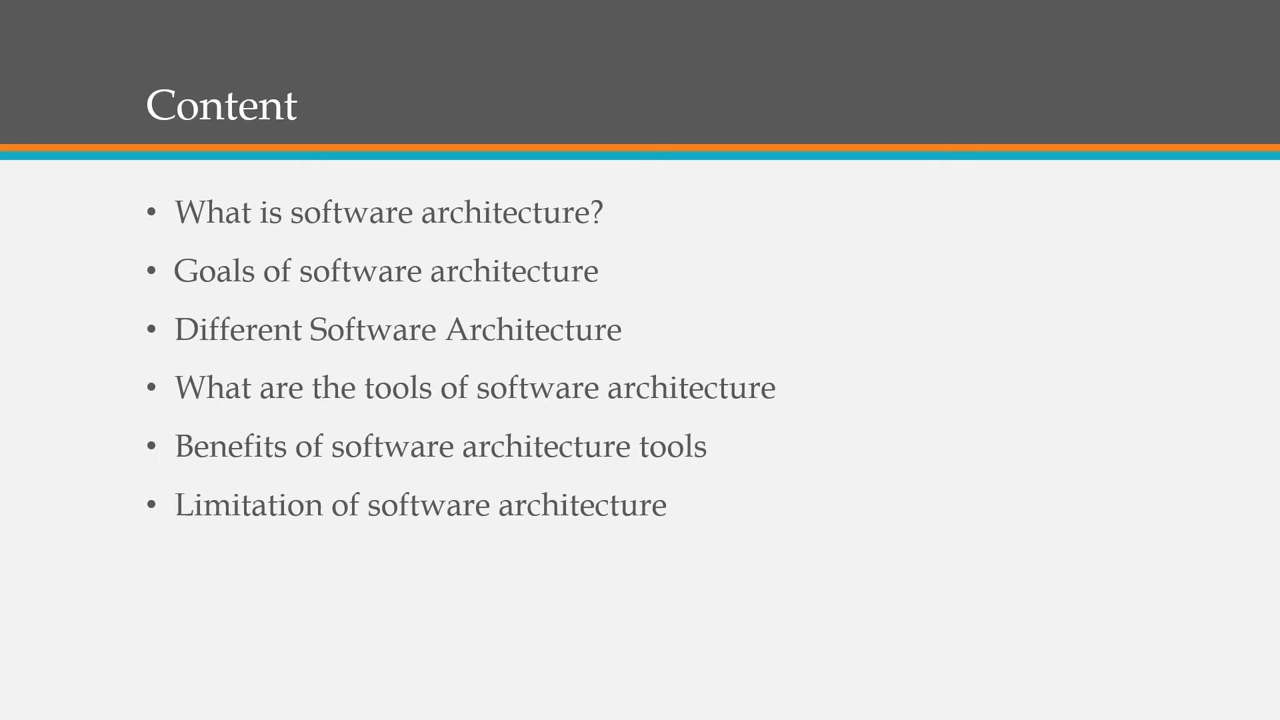 Content
• What is software architecture?
• Goals of software architecture
• Different Software Architecture
• What are the tools of software architecture
• Benefits of software architecture tools
• Limitation of software architecture